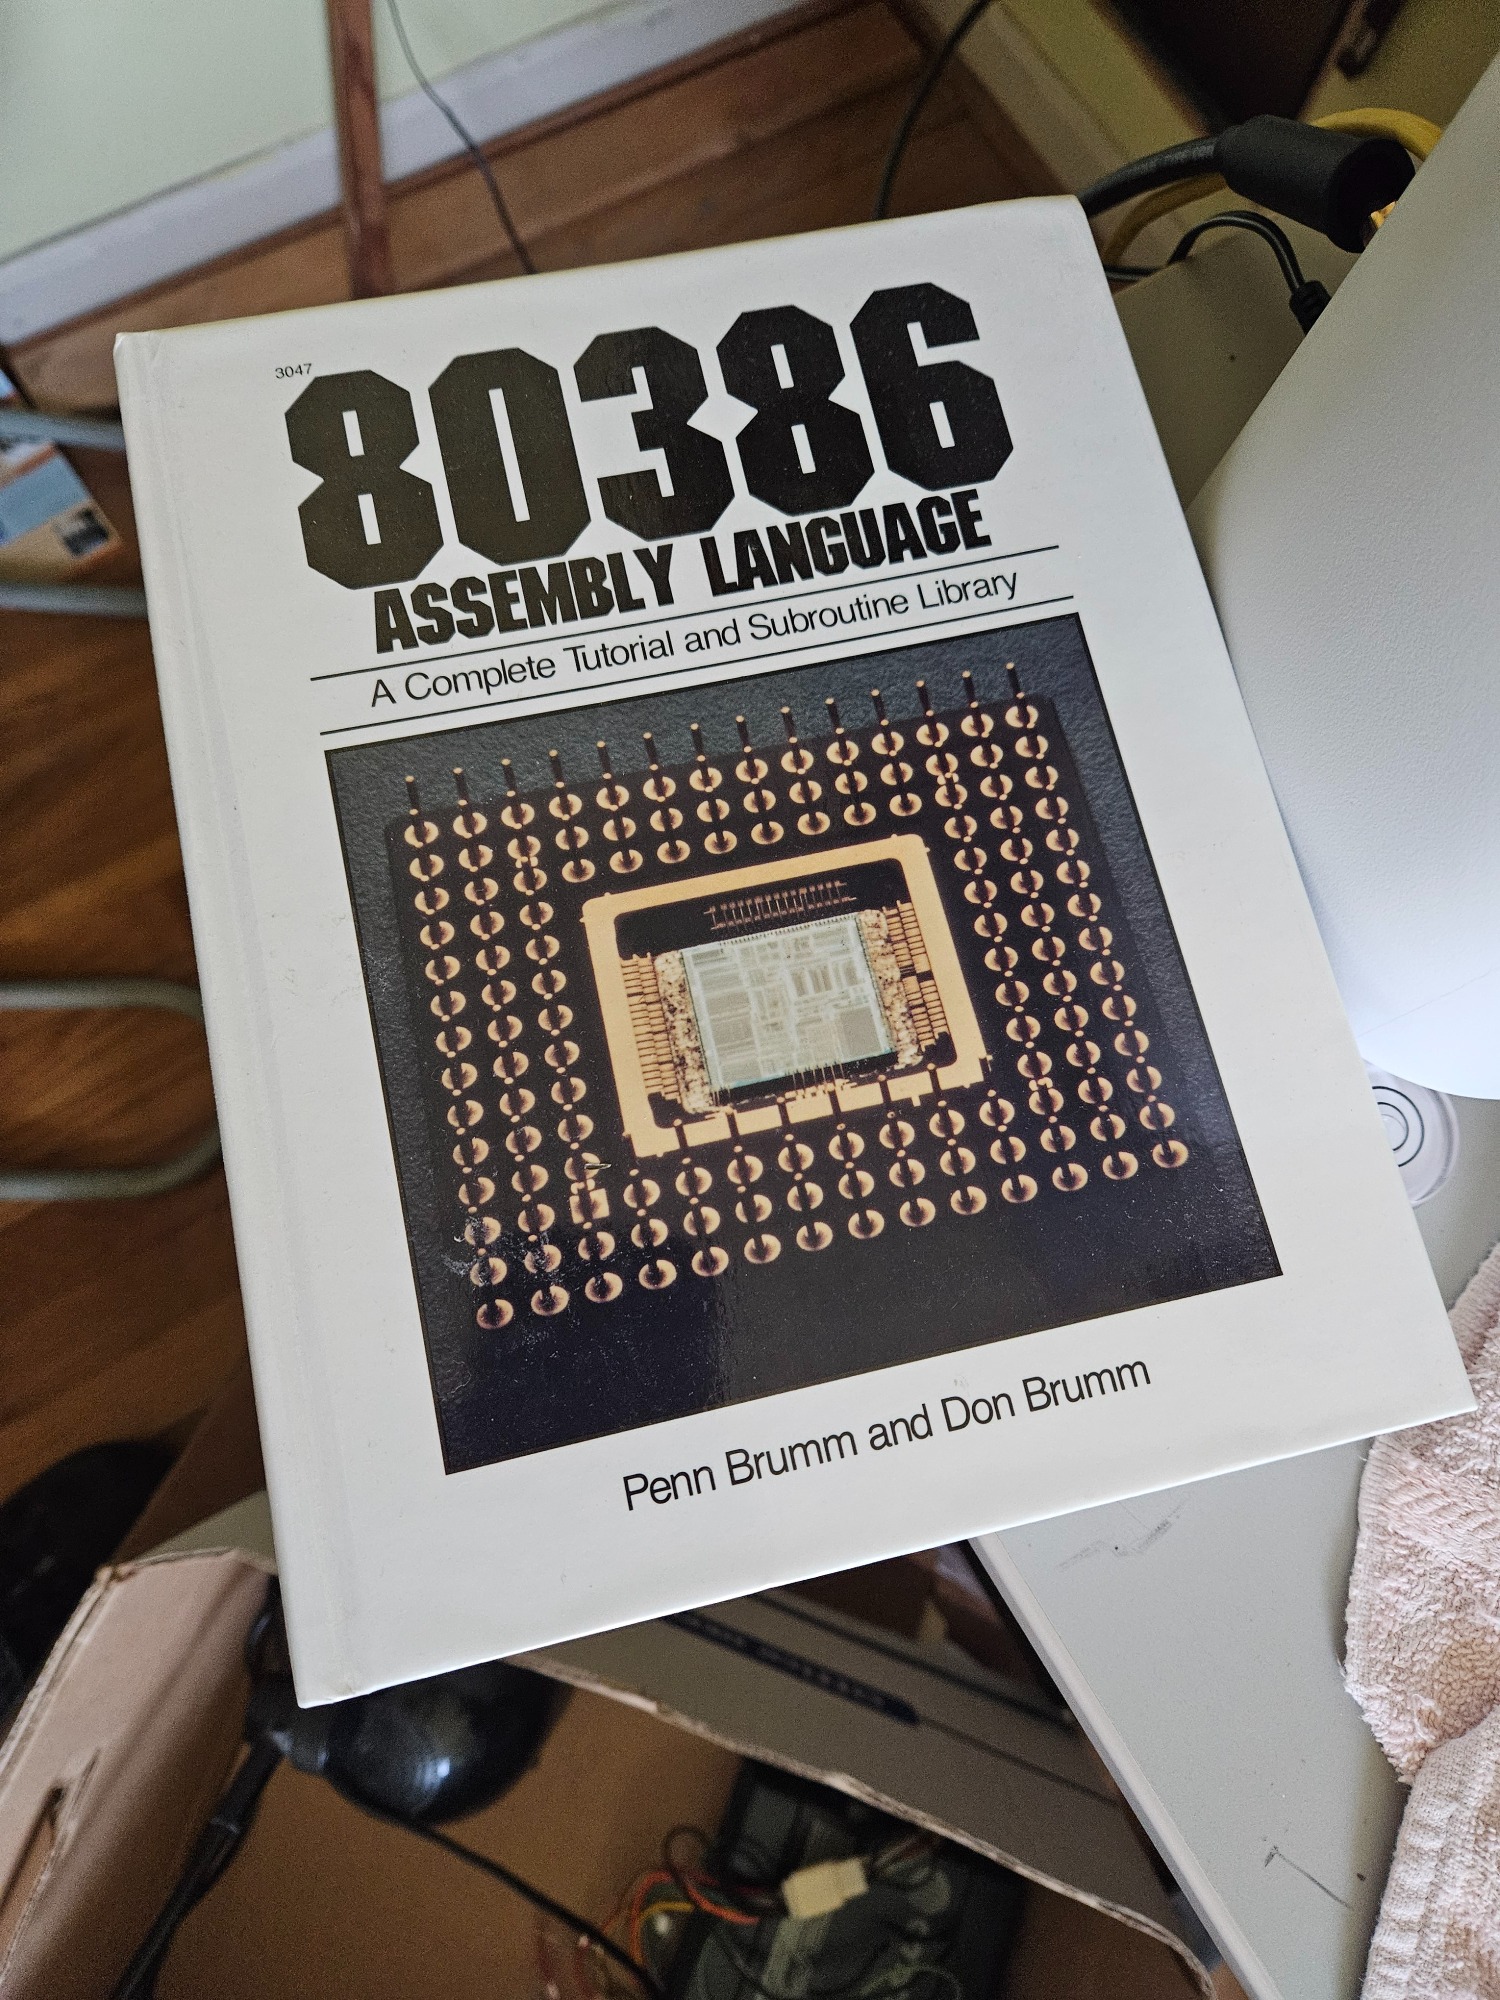 3047
80386
ASSEMBLY LANGUAGE
A Complete Tutorial and Subroutine Library
Penn Brumm and Don Brumm